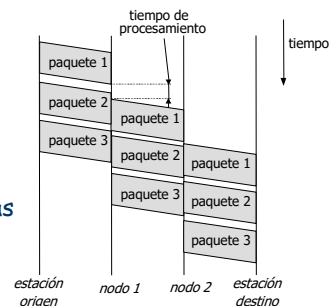 tiempo de
procesamiento
tiempo
paquete 1
paquete 2
paquete 3
paquete 1
paquete 2
paquete 3
paquete 1
paquete 2
paquete 3
us
estación
origen
nodo 1
nodo 2
estación
destino